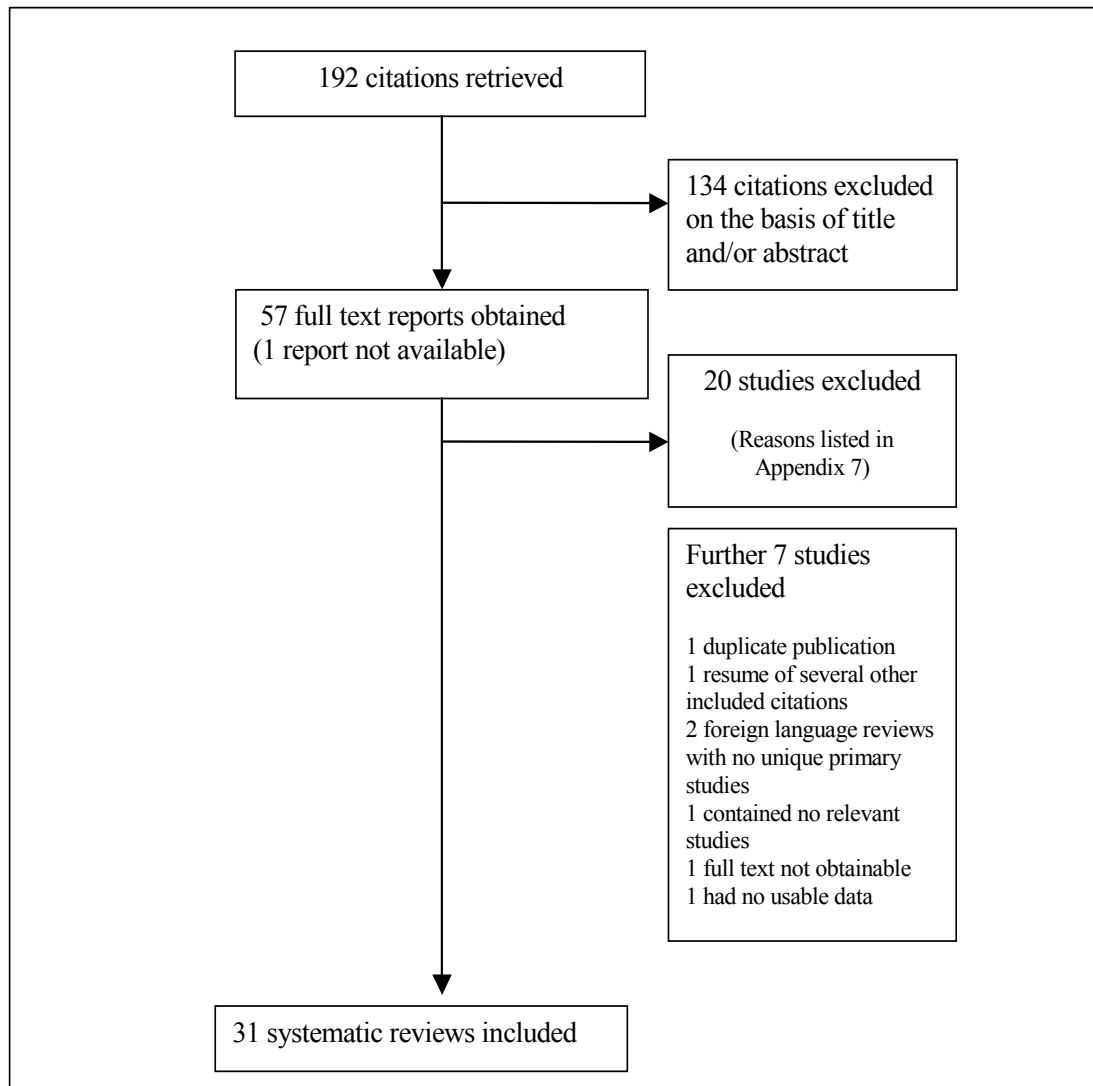 192 citations retrieved
134 citations excluded
on the basis of title
and/or abstract
57 full text reports obtained
(1 report not available)
20 studies excluded
(Reasons listed in
Appendix 7)
Further 7 studies
excluded
1 duplicate publication
1 resume of several other
included citations
2 foreign language reviews
with no unique primary
studies
1 contained no relevant
studies
1 full text not obtainable
1 had no usable data
31 systematic reviews included